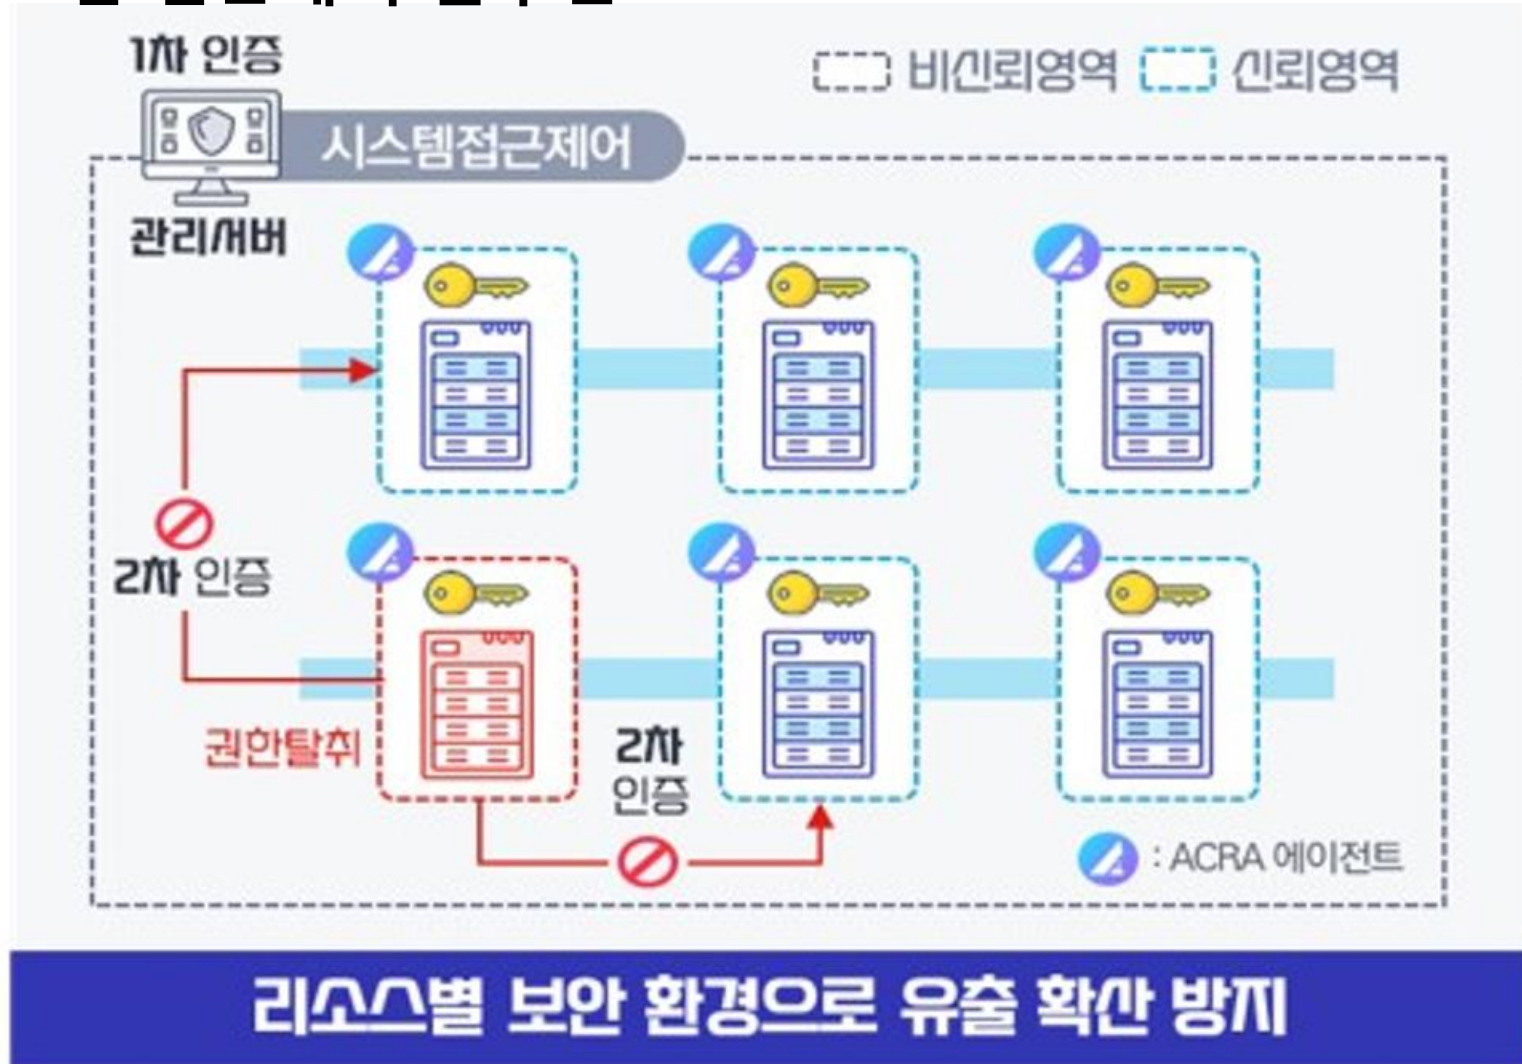 1차 인증
비신뢰영역
신뢰영역
시스템접근제어
관리서버
2차 인증
권한탈취
2차
인증
: ACRA 에이전트
리소스별 보안 환경으로 유출 확산 방지